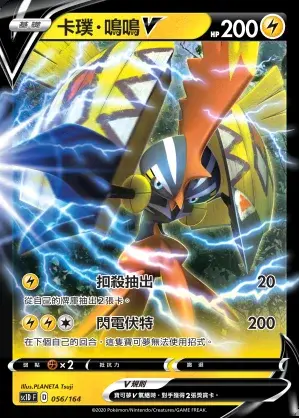 基礎 卡璞・鳴鳴V HP200
扣殺抽出 20
從自己的牌庫抽出2張卡。
閃電伏特 200
在下個自己的回合,這隻寶可夢無法使用招式。
弱點 ×2 抵抗力 撤退
V規則
寶可夢V氣絕時,對手獲得2張獎賞卡。
Illus.PLANETA Tsuji
sc1D F D 056/164
©2020 Pokémon/Nintendo/Creatures/GAME FREAK.